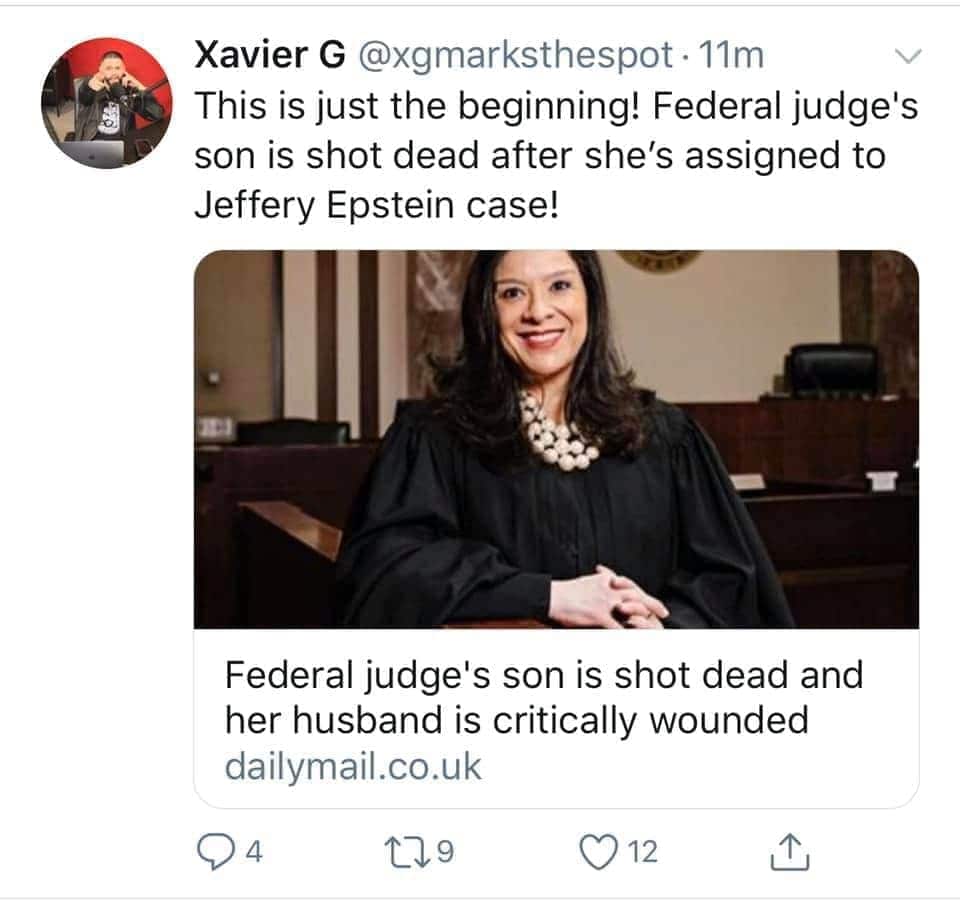 Xavier G @xgmarksthespot · 11m
This is just the beginning! Federal judge's
son is shot dead after she’s assigned to
Jeffery Epstein case!
Federal judge's son is shot dead and
her husband is critically wounded
dailymail.co.uk
4 9 12